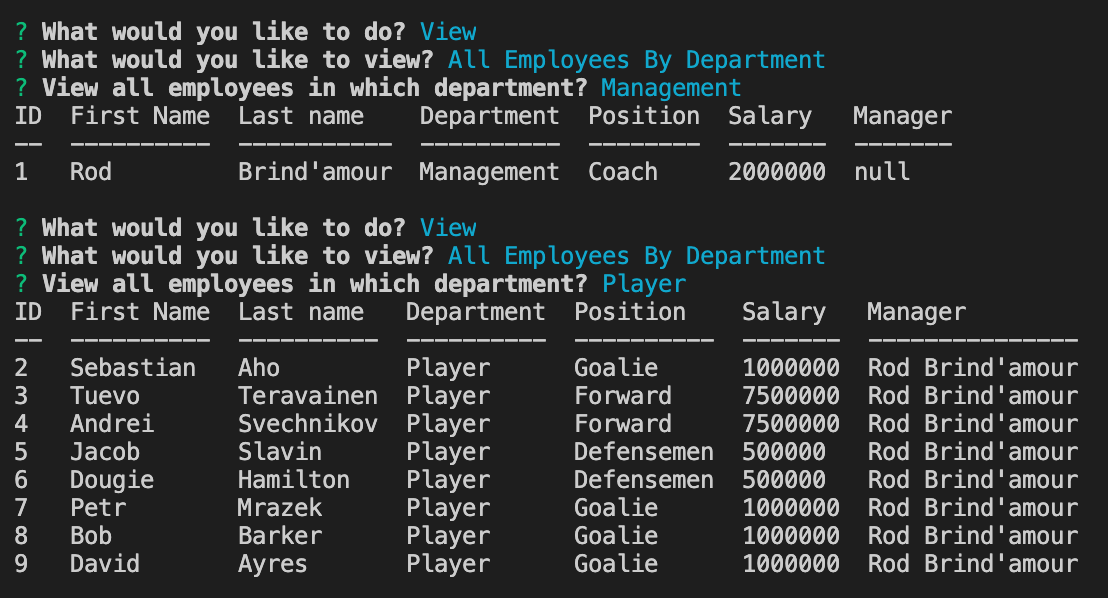 ? What would you like to do? View
? What would you like to view? All Employees By Department
? View all employees in which department? Management
ID  First Name  Last name    Department  Position  Salary   Manager
--  ----------  -----------  ----------  --------  -------  -------
1   Rod         Brind'amour  Management  Coach     2000000  null
? What would you like to do? View
? What would you like to view? All Employees By Department
? View all employees in which department? Player
ID  First Name  Last name   Department  Position    Salary   Manager
--  ----------  ----------  ----------  ----------  -------  ---------------
2   Sebastian   Aho         Player      Goalie      1000000  Rod Brind'amour
3   Tuevo       Teravainen  Player      Forward     7500000  Rod Brind'amour
4   Andrei      Svechnikov  Player      Forward     7500000  Rod Brind'amour
5   Jacob       Slavin      Player      Defensemen  500000   Rod Brind'amour
6   Dougie      Hamilton    Player      Defensemen  500000   Rod Brind'amour
7   Petr        Mrazek      Player      Goalie      1000000  Rod Brind'amour
8   Bob         Barker      Player      Goalie      1000000  Rod Brind'amour
9   David       Ayres       Player      Goalie      1000000  Rod Brind'amour